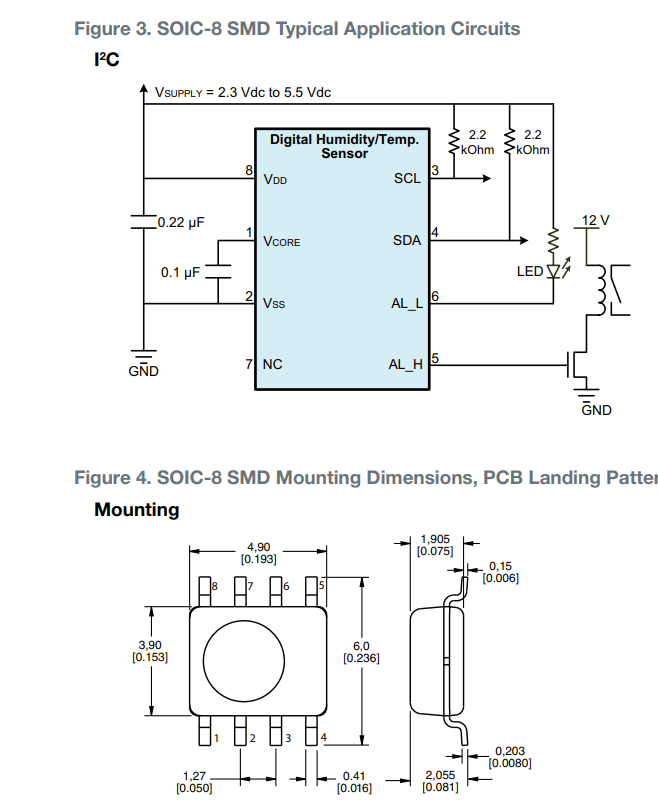 Figure 3. SOIC-8 SMD Typical Application Circuits
I²C
VSUPPLY = 2.3 Vdc to 5.5 Vdc
Digital Humidity/Temp.
Sensor
2.2
kOhm
2.2
kOhm
8
VDD
SCL
3
0.22 µF
12 V
1
VCORE
SDA
4
0.1 µF
LED
2
VSS
AL_L
6
7
NC
AL_H
5
GND
GND
Figure 4. SOIC-8 SMD Mounting Dimensions, PCB Landing Patter
Mounting
4,90
[0.193]
1,905
[0.075]
0,15
[0.006]
8
7
6
5
3,90
[0.153]
6,0
[0.236]
1
2
3
4
1,27
[0.050]
0.41
[0.016]
2,055
[0.081]
0,203
[0.0080]